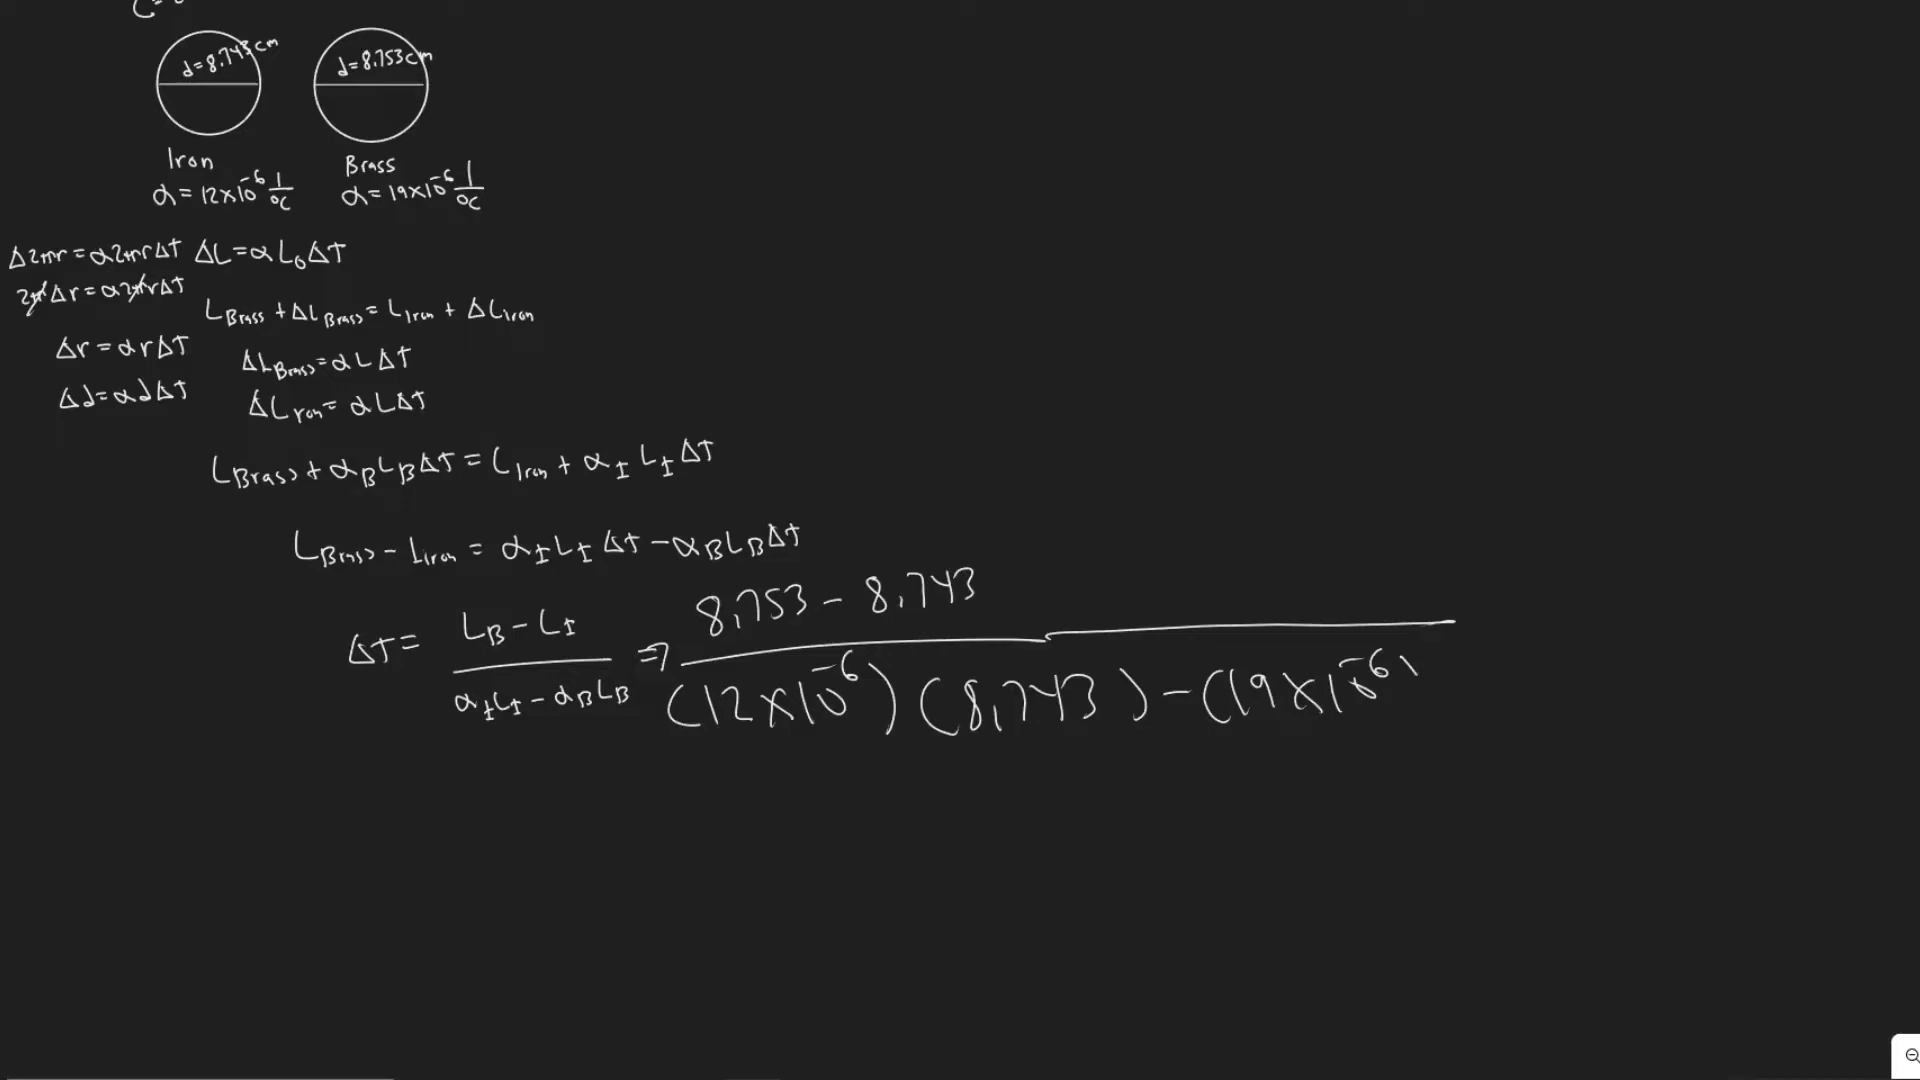 d=8.743cm d=8.753cm
Iron Brass
α=12×10^-6 1/°C α=19×10^-6 1/°C
Δ2πr=α2πrΔT ΔL=αL₀ΔT
2πΔr=α2πrΔT
L_Brass + ΔL_Brass = L_Iron + ΔL_Iron
Δr=αrΔT ΔL_Brass=αLΔT
Δd=αdΔT ΔL_Iron=αLΔT
L_Brass + α_B L_B ΔT = L_Iron + α_I L_I ΔT
L_Brass - L_Iron = α_I L_I ΔT - α_B L_B ΔT
ΔT = (L_B - L_I)/(α_I L_I - α_B L_B) ⇒ 8.753 - 8.743
(12×10^-6)(8.743) - (19×10^-6)